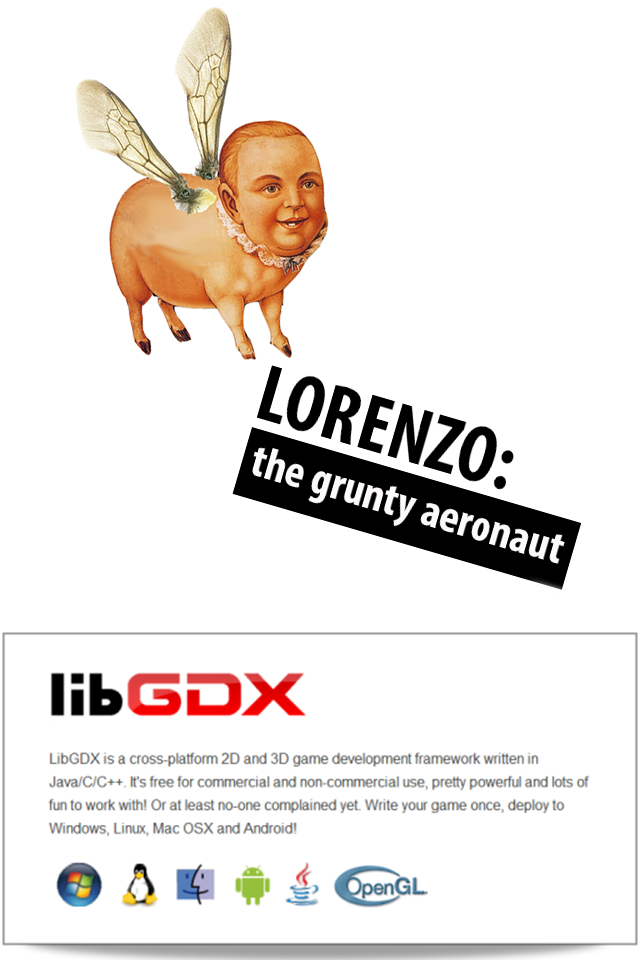 LORENZO:
the grunty aeronaut
libGDX
LibGDX is a cross-platform 2D and 3D game development framework written in
Java/C/C++. It's free for commercial and non-commercial use, pretty powerful and lots of
fun to work with! Or at least no-one complained yet. Write your game once, deploy to
Windows, Linux, Mac OSX and Android!
OpenGL